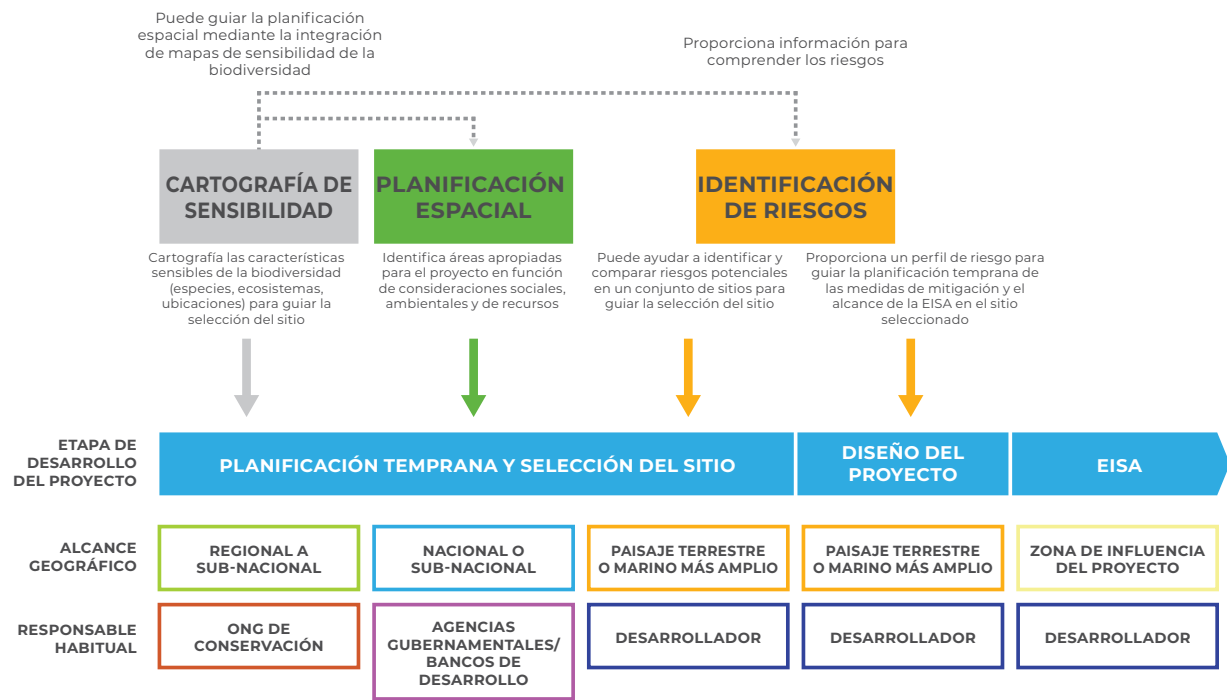 Puede guiar la planificación
espacial mediante la integración
de mapas de sensibilidad de la
biodiversidad
Proporciona información para
comprender los riesgos
CARTOGRAFÍA DE
SENSIBILIDAD
PLANIFICACIÓN
ESPACIAL
IDENTIFICACIÓN
DE RIESGOS
Cartografía las características
sensibles de la biodiversidad
(especies, ecosistemas,
ubicaciones) para guiar la
selección del sitio
Identifica áreas apropiadas
para el proyecto en función
de consideraciones sociales,
ambientales y de recursos
Puede ayudar a identificar y
comparar riesgos potenciales
en un conjunto de sitios para
guiar la selección del sitio
Proporciona un perfil de riesgo para
guiar la planificación temprana de
las medidas de mitigación y el
alcance de la EISA en el sitio
seleccionado
ETAPA DE
DESARROLLO
DEL PROYECTO
PLANIFICACIÓN TEMPRANA Y SELECCIÓN DEL SITIO
DISEÑO DEL
PROYECTO
EISA
ALCANCE
GEOGRÁFICO
REGIONAL A
SUB-NACIONAL
NACIONAL O
SUB-NACIONAL
PAISAJE TERRESTRE
O MARINO MÁS AMPLIO
PAISAJE TERRESTRE
O MARINO MÁS AMPLIO
ZONA DE INFLUENCIA
DEL PROYECTO
RESPONSABLE
HABITUAL
ONG DE
CONSERVACIÓN
AGENCIAS
GUBERNAMENTALES/
BANCOS DE
DESARROLLO
DESARROLLADOR
DESARROLLADOR
DESARROLLADOR